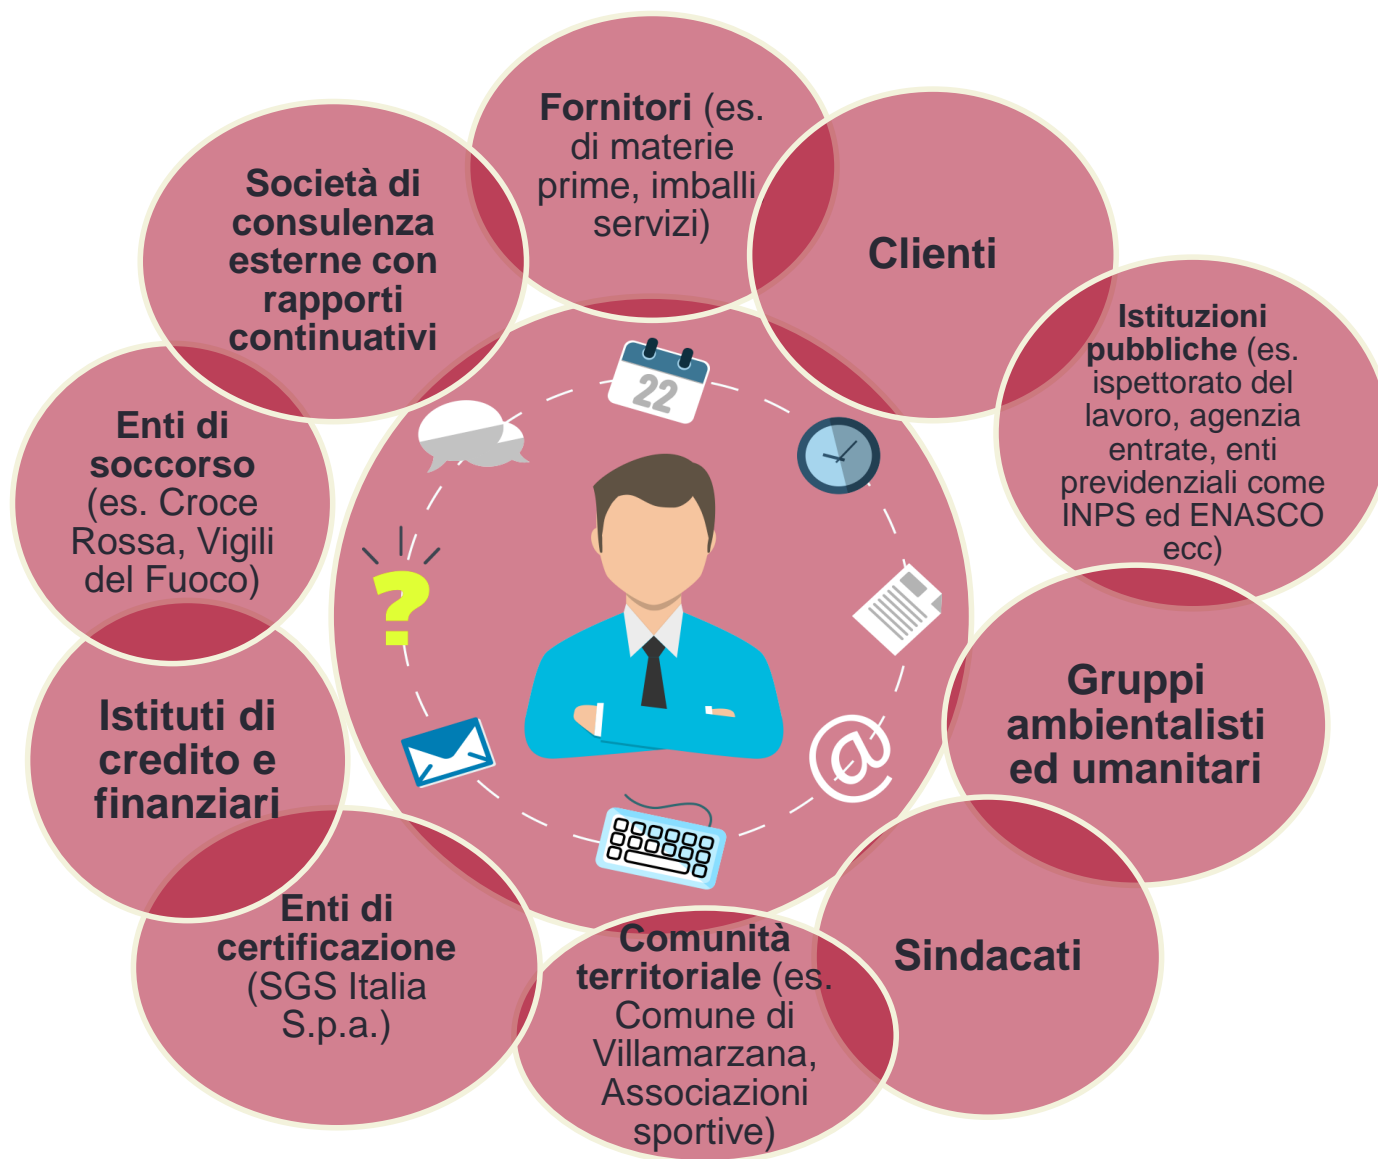 Fornitori (es.
di materie
prime, imballi
servizi)
Clienti
Istituzioni
pubbliche (es.
ispettorato del
lavoro, agenzia
entrate, enti
previdenziali come
INPS ed ENASCO
ecc)
Gruppi
ambientalisti
ed umanitari
Sindacati
Comunità
territoriale (es.
Comune di
Villamarzana,
Associazioni
sportive)
Enti di
certificazione
(SGS Italia
S.p.a.)
Istituti di
credito e
finanziari
Enti di
soccorso
(es. Croce
Rossa, Vigili
del Fuoco)
Società di
consulenza
esterne con
rapporti
continuativi
22
?
@